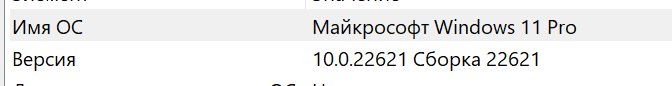 Имя ОС Майкрософт Windows 11 Pro
Версия 10.0.22621 Сборка 22621